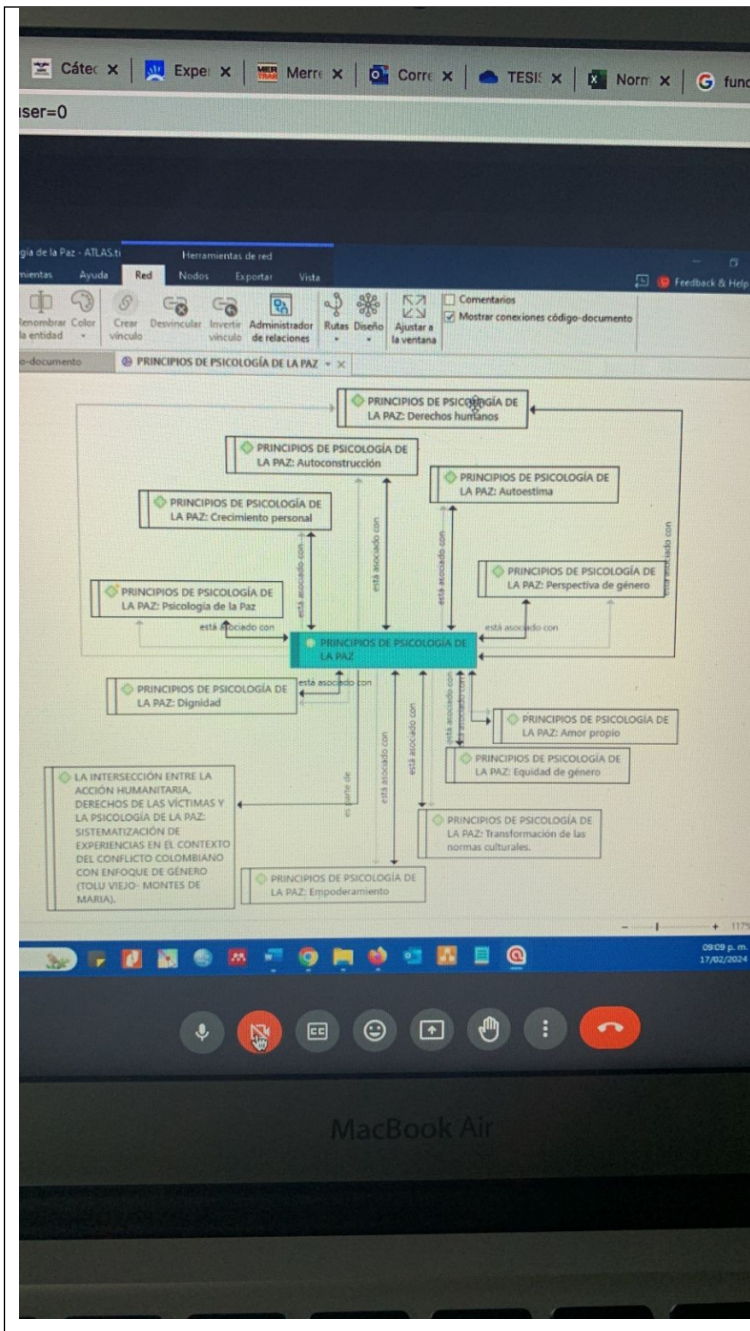 Cátec
Exper
Merre
Corre
TESIS
Norm
func
user=0
gía de la Paz - ATLAS.ti
Herramientas de red
mientas
Ayuda
Red
Nodos
Exportar
Vista
Feedback & Help
Renombrar
la entidad
Color
Crear
vínculo
Desvincular
Invertir
vínculo
Administrador
de relaciones
Rutas
Diseño
Ajustar a
la ventana
Comentarios
Mostrar conexiones código-documento
o-documento
PRINCIPIOS DE PSICOLOGÍA DE LA PAZ
PRINCIPIOS DE PSICOLOGÍA DE
LA PAZ: Derechos humanos
PRINCIPIOS DE PSICOLOGÍA DE
LA PAZ: Autoconstrucción
PRINCIPIOS DE PSICOLOGÍA DE
LA PAZ: Autoestima
PRINCIPIOS DE PSICOLOGÍA DE
LA PAZ: Crecimiento personal
está asociado con
está asociado con
está asociado con
está asociado con
PRINCIPIOS DE PSICOLOGÍA DE
LA PAZ: Perspectiva de género
PRINCIPIOS DE PSICOLOGÍA DE
LA PAZ: Psicología de la Paz
está asociado con
está asociado con
PRINCIPIOS DE PSICOLOGÍA DE
LA PAZ
PRINCIPIOS DE PSICOLOGÍA DE
LA PAZ: Dignidad
está asociado con
está asociado con
está asociado con
está asociado con
está asociado con
PRINCIPIOS DE PSICOLOGÍA DE
LA PAZ: Amor propio
PRINCIPIOS DE PSICOLOGÍA DE
LA PAZ: Equidad de género
LA INTERSECCIÓN ENTRE LA
ACCIÓN HUMANITARIA,
DERECHOS DE LAS VÍCTIMAS Y
LA PSICOLOGÍA DE LA PAZ:
SISTEMATIZACIÓN DE
EXPERIENCIAS EN EL CONTEXTO
DEL CONFLICTO COLOMBIANO
CON ENFOQUE DE GÉNERO
(TOLU VIEJO- MONTES DE
MARIA).
es parte de
PRINCIPIOS DE PSICOLOGÍA DE
LA PAZ: Transformación de las
normas culturales.
PRINCIPIOS DE PSICOLOGÍA DE
LA PAZ: Empoderamiento
117%
09:09 p. m.
17/02/2024
CC
MacBook Air